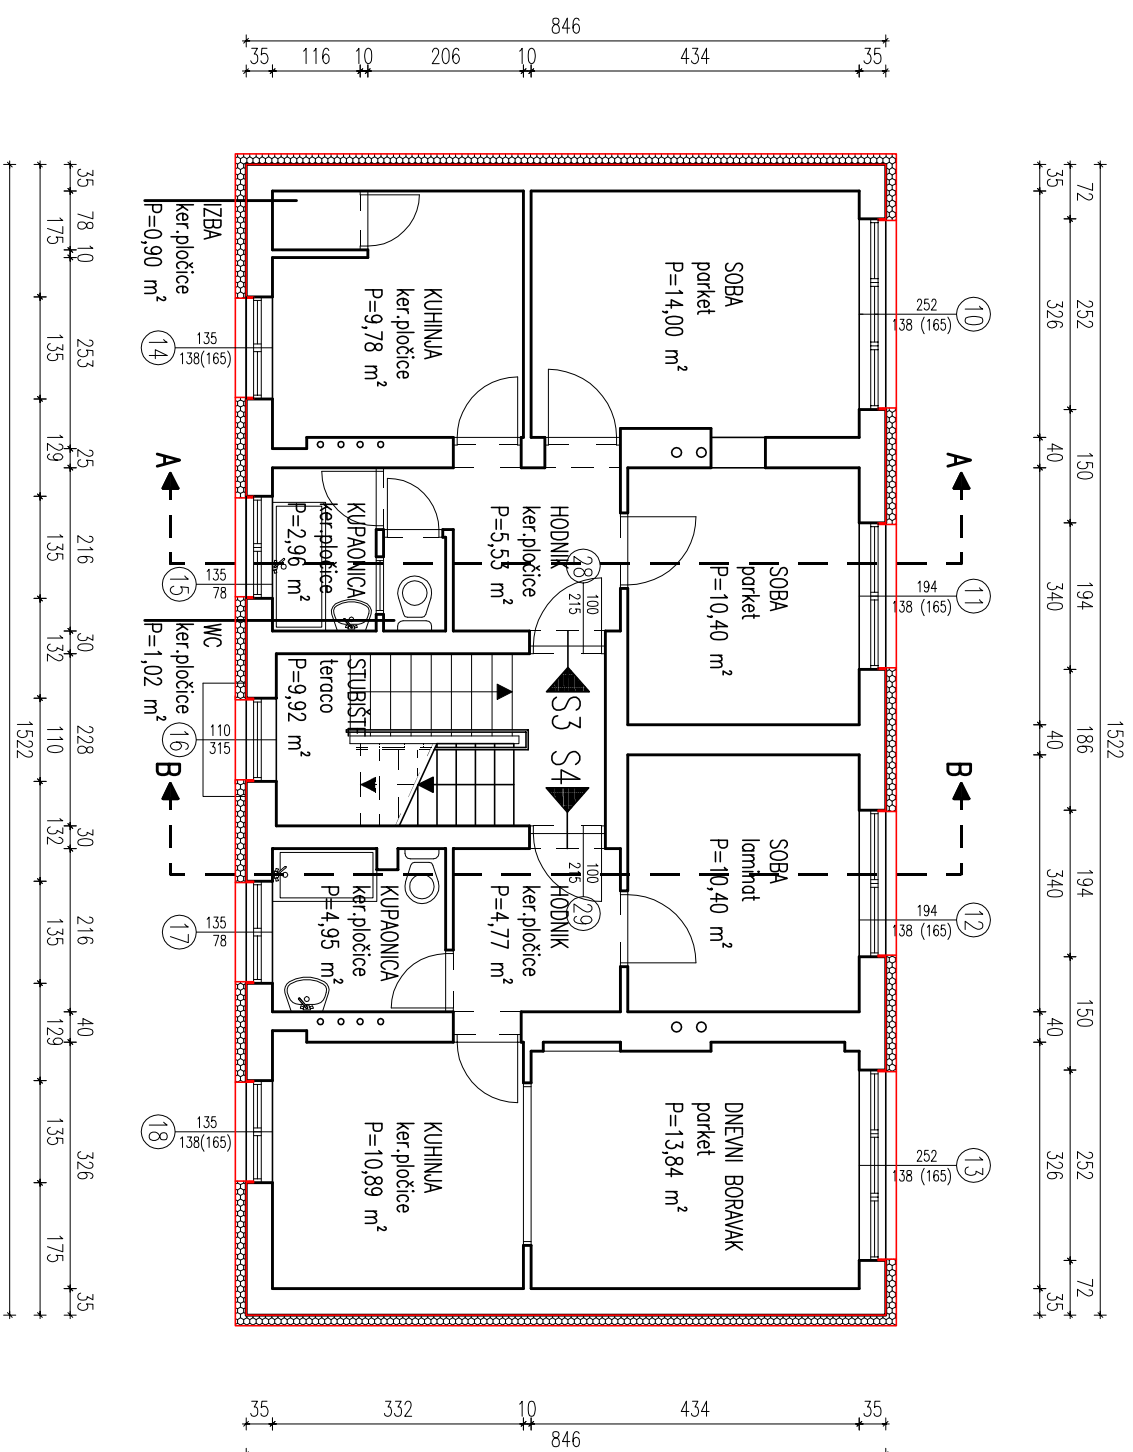 846
35 116 10 206 10 434 35
IZBA
ker.pločice
P=0,90 m²
KUHINJA
ker.pločice
P=9,78 m²
SOBA
parket
P=14,00 m²
10
252
138 (165)
14
135
138(165)
A
A
KUPAONICA
ker.pločice
P=2,96 m²
HODNIK
ker.pločice
P=5,55 m²
SOBA
parket
P=10,40 m²
28
100
215
11
194
138 (165)
15
135
78
WC
ker.pločice
P=1,02 m²
STUBIŠTE
teraco
P=9,92 m²
S3 S4
16
110
315
B
B
KUPAONICA
ker.pločice
P=4,95 m²
HODNIK
ker.pločice
P=4,77 m²
SOBA
laminat
P=10,40 m²
29
100
215
12
194
138 (165)
17
135
78
KUHINJA
ker.pločice
P=10,89 m²
DNEVNI BORAVAK
parket
P=13,84 m²
13
252
138 (165)
18
135
138(165)
35 78 10 253 25 216 30 228 30 216 40 326 35
175 135 129 135 132 110 132 135 129 135 175
1522
35 326 40 340 40 340 40 326 35
72 252 150 194 186 194 150 252 72
1522
35 332 10 434 35
846